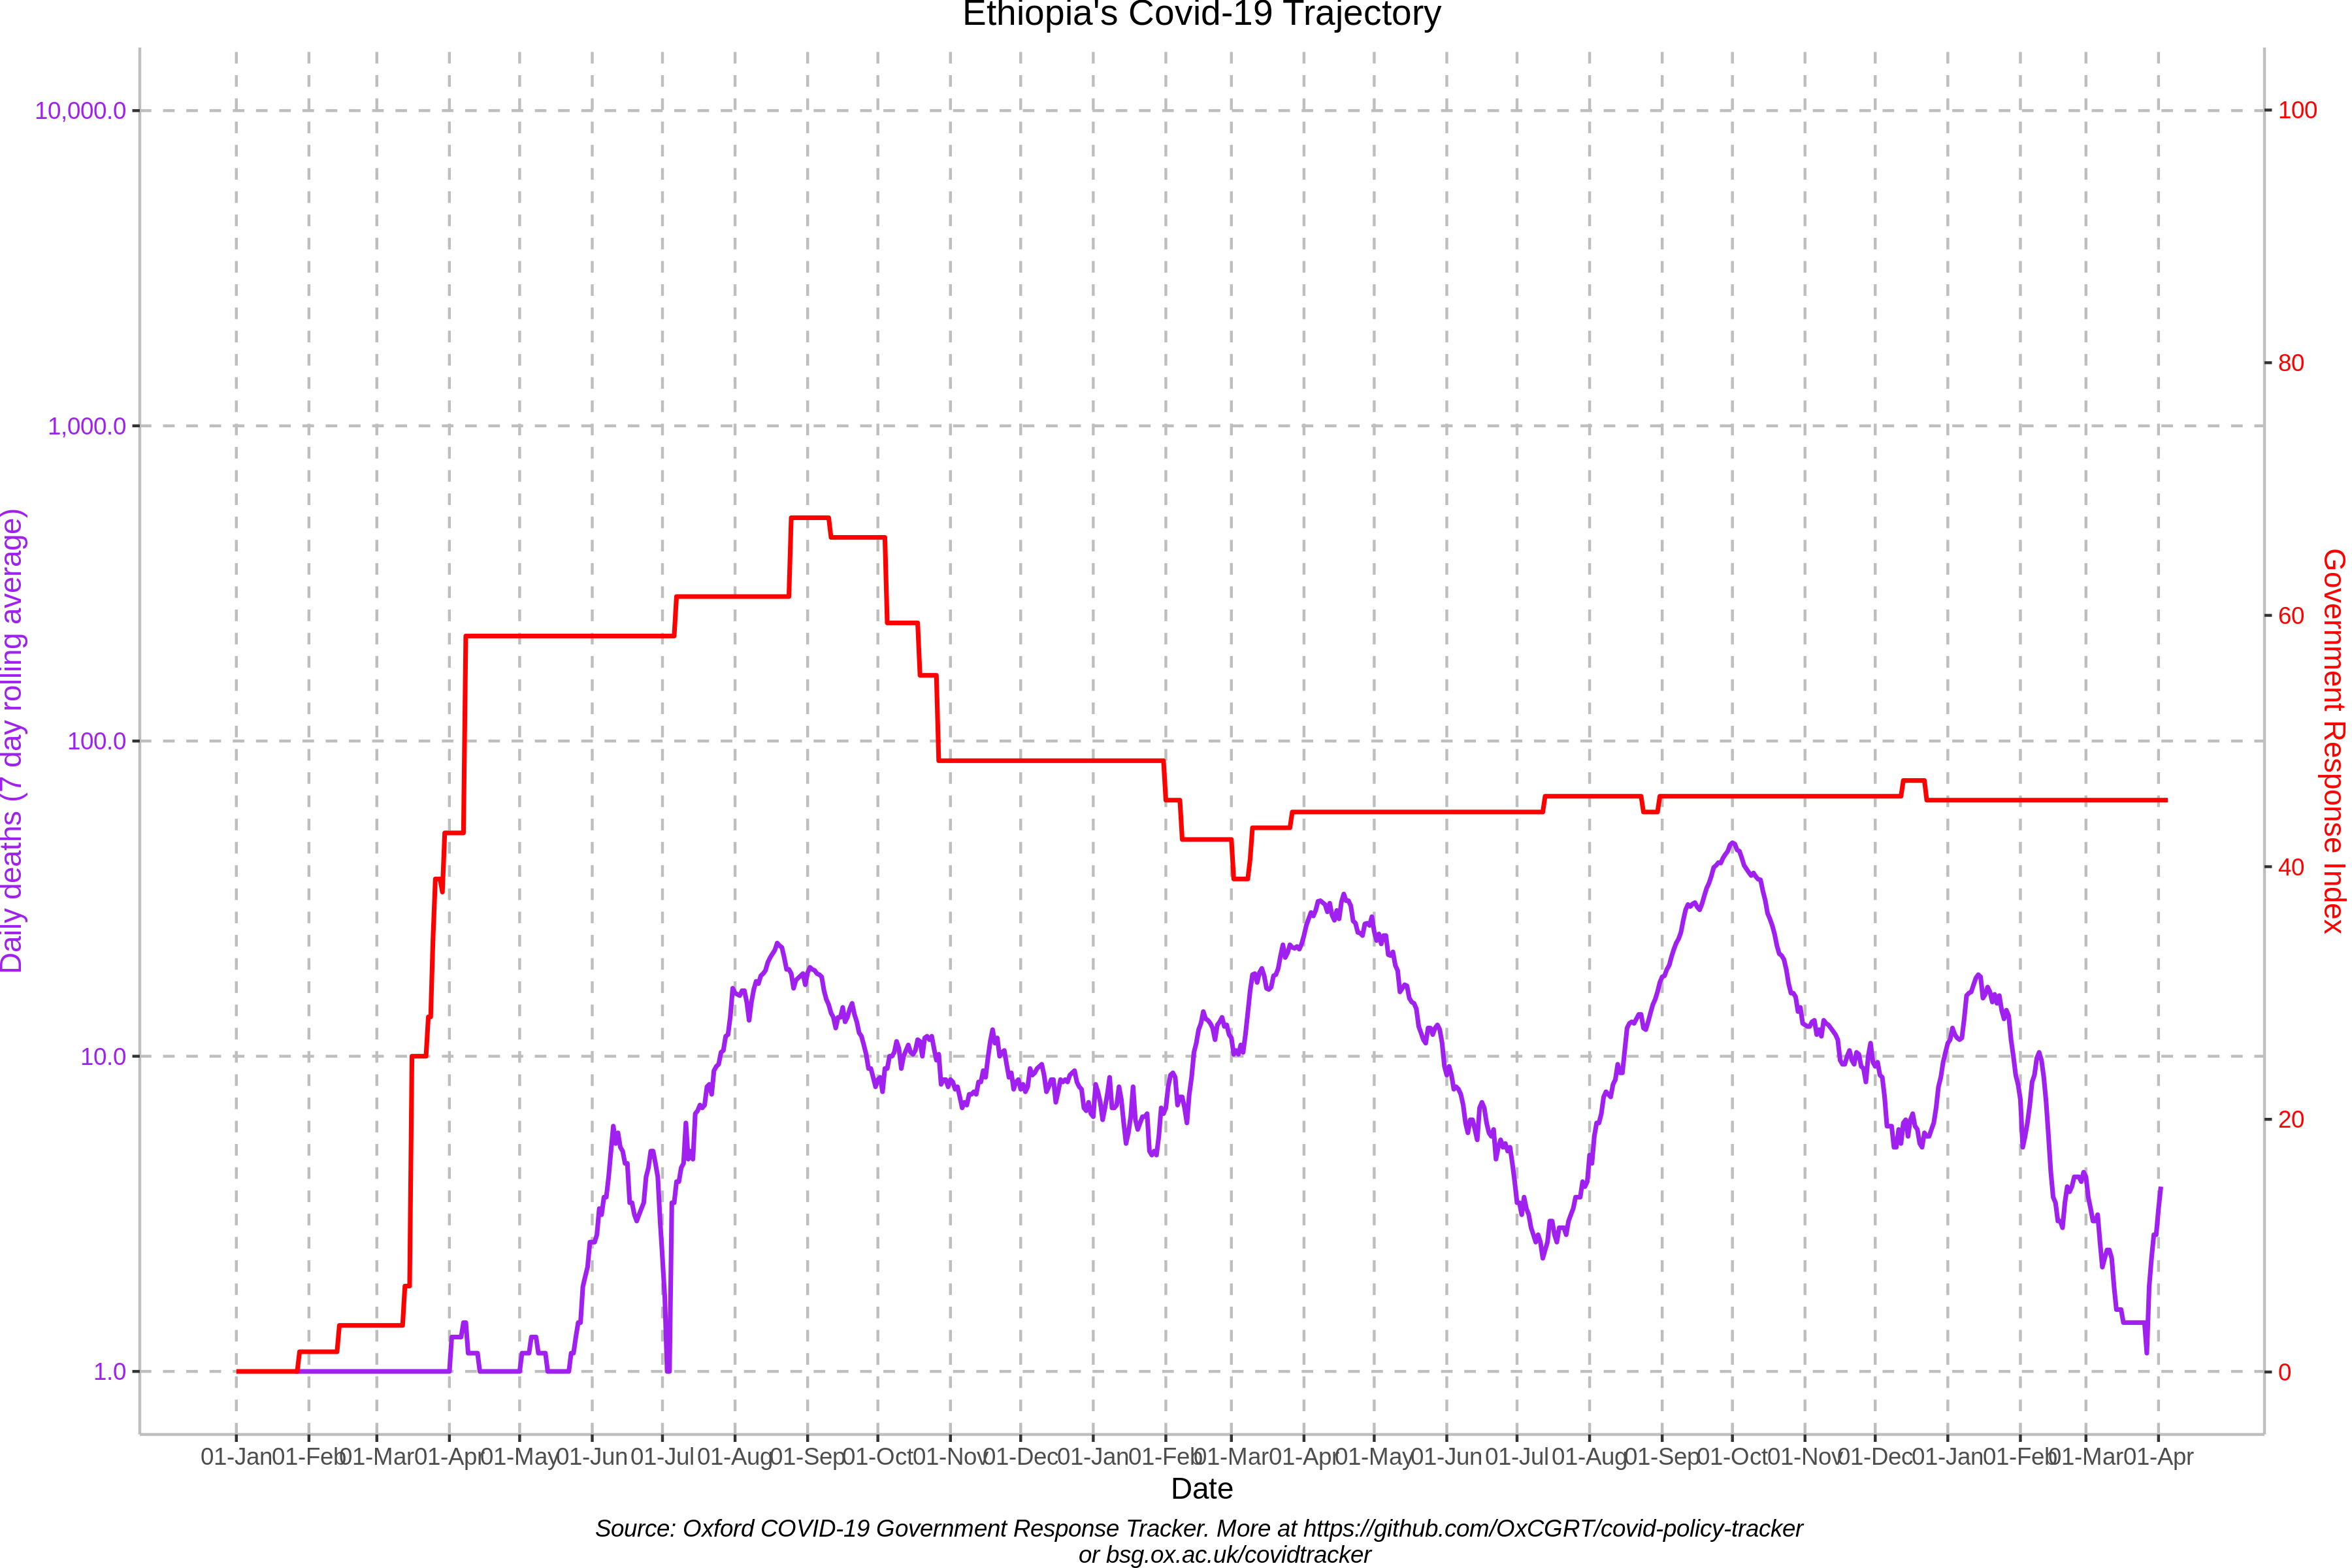 Ethiopia's Covid-19 Trajectory
10,000.0
1,000.0
100.0
10.0
1.0
Daily deaths (7 day rolling average)
100
80
60
40
20
0
Government Response Index
01-Jan 01-Feb 01-Mar 01-Apr 01-May 01-Jun 01-Jul 01-Aug 01-Sep 01-Oct 01-Nov 01-Dec 01-Jan 01-Feb 01-Mar 01-Apr 01-May 01-Jun 01-Jul 01-Aug 01-Sep 01-Oct 01-Nov 01-Dec 01-Jan 01-Feb 01-Mar 01-Apr
Date
Source: Oxford COVID-19 Government Response Tracker. More at https://github.com/OxCGRT/covid-policy-tracker
or bsg.ox.ac.uk/covidtracker